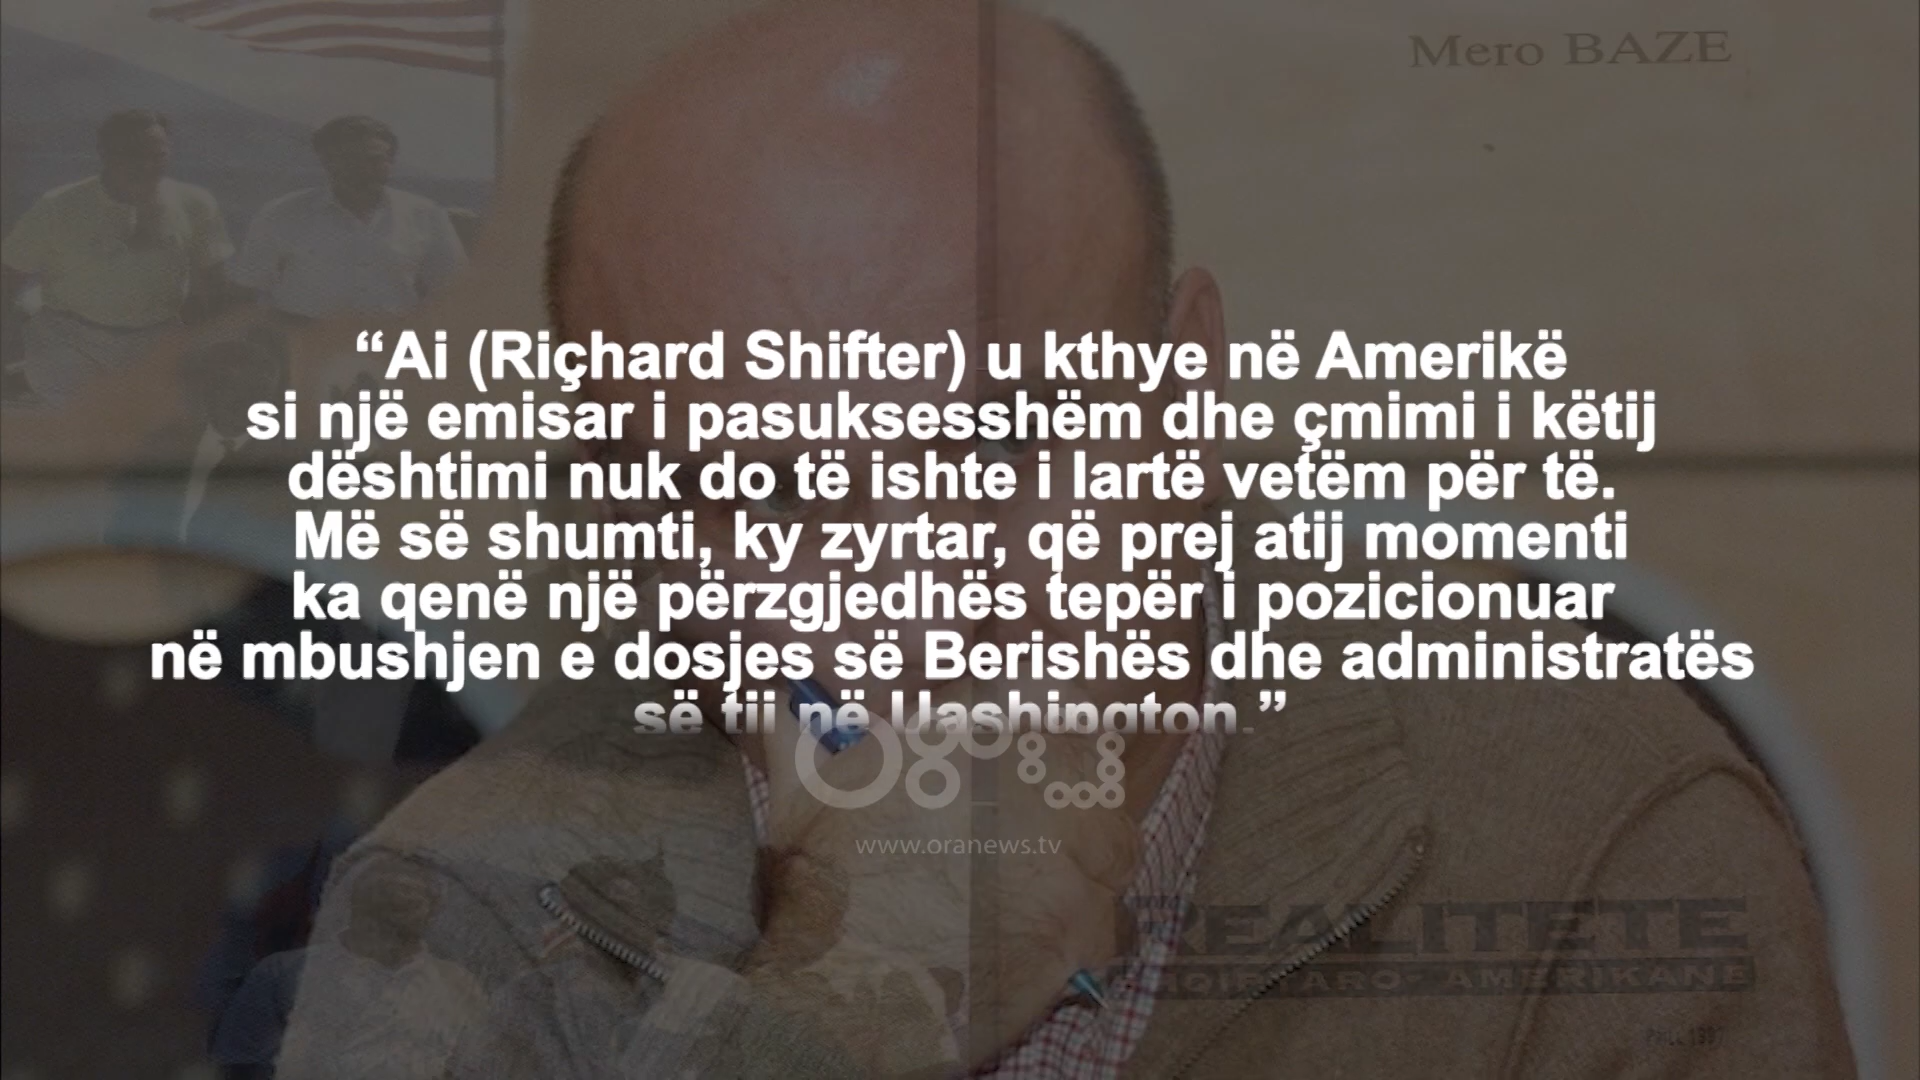 Mero BAZE
“Ai (Riçhard Shifter) u kthye në Amerikë
si një emisar i pasuksesshëm dhe çmimi i këtij
dështimi nuk do të ishte i lartë vetëm për të.
Më së shumti, ky zyrtar, që prej atij momenti
ka qenë një përzgjedhës tepër i pozicionuar
në mbushjen e dosjes së Berishës dhe administratës
së tij në Uashington.”
ora
www.oranews.tv
REALITETE
AMERIKANE